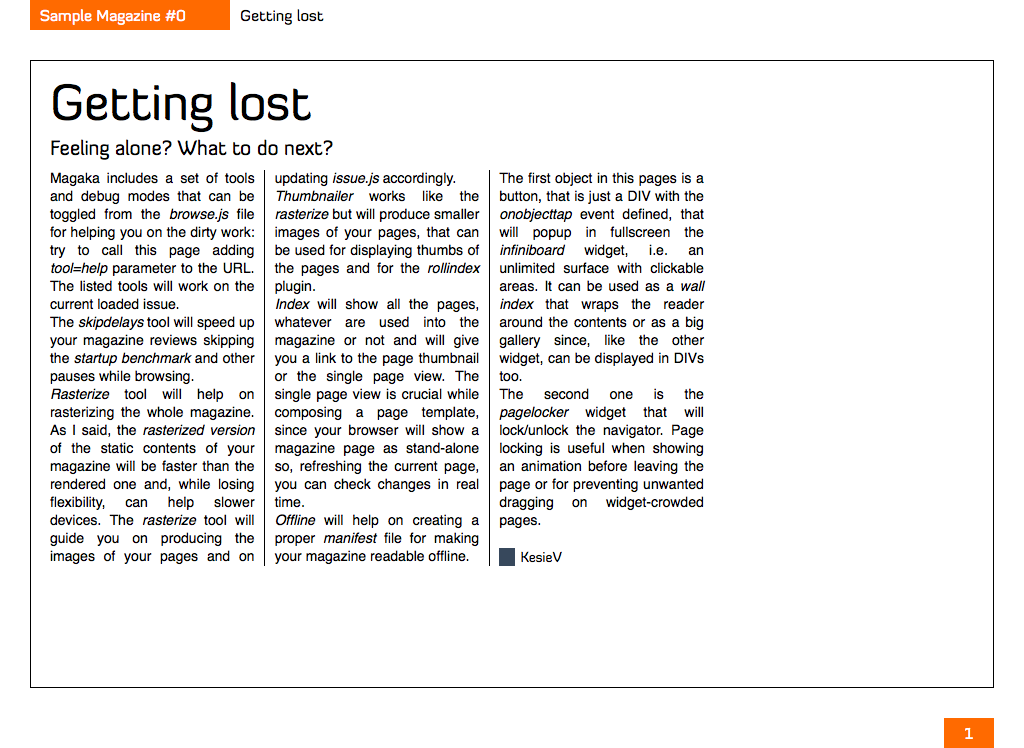 Sample Magazine #0
Getting lost
Getting lost
Feeling alone? What to do next?
Magaka includes a set of tools
and debug modes that can be
toggled from the browse.js file
for helping you on the dirty work:
try to call this page adding
tool=help parameter to the URL.
The listed tools will work on the
current loaded issue.
The skipdelays tool will speed up
your magazine reviews skipping
the startup benchmark and other
pauses while browsing.
Rasterize tool will help on
rasterizing the whole magazine.
As I said, the rasterized version
of the static contents of your
magazine will be faster than the
rendered one and, while losing
flexibility, can help slower
devices. The rasterize tool will
guide you on producing the
images of your pages and on
updating issue.js accordingly.
Thumbnailer works like the
rasterize but will produce smaller
images of your pages, that can
be used for displaying thumbs of
the pages and for the rollindex
plugin.
Index will show all the pages,
whatever are used into the
magazine or not and will give
you a link to the page thumbnail
or the single page view. The
single page view is crucial while
composing a page template,
since your browser will show a
magazine page as stand-alone
so, refreshing the current page,
you can check changes in real
time.
Offline will help on creating a
proper manifest file for making
your magazine readable offline.
The first object in this pages is a
button, that is just a DIV with the
onobjecttap event defined, that
will popup in fullscreen the
infiniboard widget, i.e. an
unlimited surface with clickable
areas. It can be used as a wall
index that wraps the reader
around the contents or as a big
gallery since, like the other
widget, can be displayed in DIVs
too.
The second one is the
pagelocker widget that will
lock/unlock the navigator. Page
locking is useful when showing
an animation before leaving the
page or for preventing unwanted
dragging on widget-crowded
pages.
KesieV
1